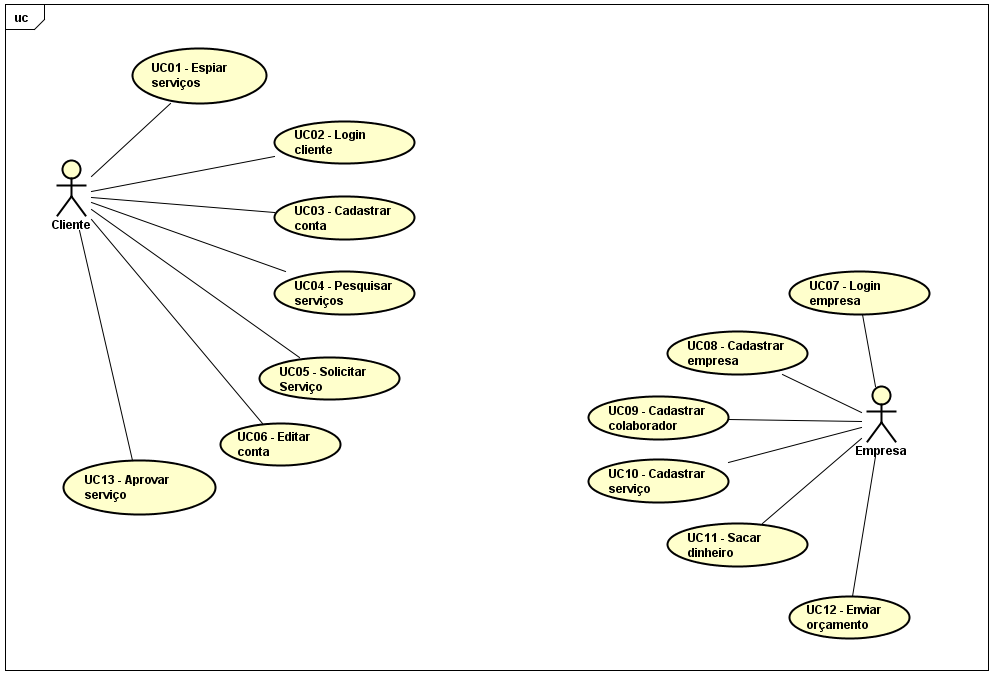 uc
UC01 - Espiar
serviços
UC02 - Login
cliente
Cliente
UC03 - Cadastrar
conta
UC04 - Pesquisar
serviços
UC05 - Solicitar
Serviço
UC06 - Editar
conta
UC13 - Aprovar
serviço
UC07 - Login
empresa
UC08 - Cadastrar
empresa
UC09 - Cadastrar
colaborador
Empresa
UC10 - Cadastrar
serviço
UC11 - Sacar
dinheiro
UC12 - Enviar
orçamento